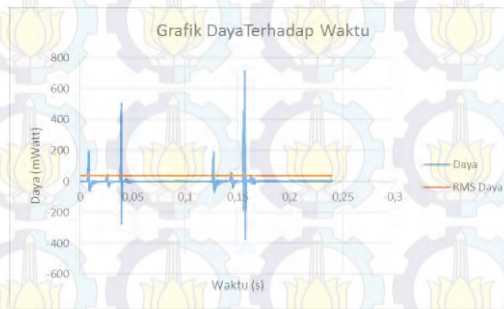 Grafik DayaTerhadap Waktu
800
600
400
200
0
-200
-400
-600
0 0,05 0,1 0,15 0,2 0,25 0,3
Daya (mWatt)
Waktu (s)
Daya
RMS Daya